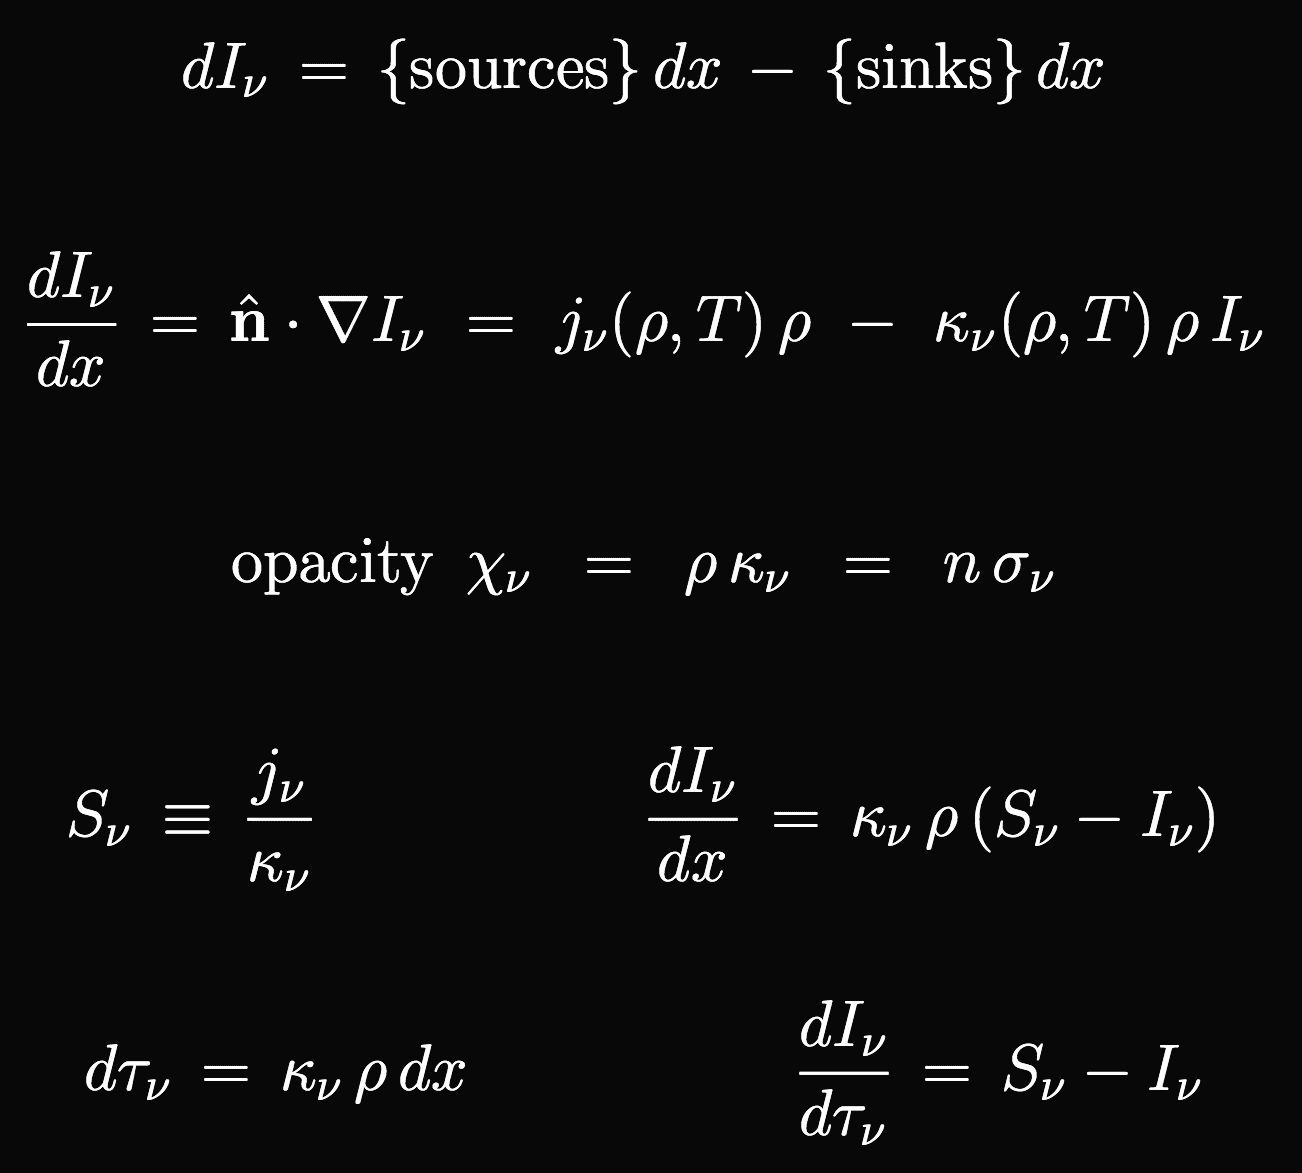 dI_ν = {sources} dx − {sinks} dx
dI_ν/dx = n̂ · ∇I_ν = j_ν(ρ, T) ρ − κ_ν(ρ, T) ρ I_ν
opacity χ_ν = ρ κ_ν = n σ_ν
S_ν ≡ j_ν/κ_ν    dI_ν/dx = κ_ν ρ (S_ν − I_ν)
dτ_ν = κ_ν ρ dx    dI_ν/dτ_ν = S_ν − I_ν